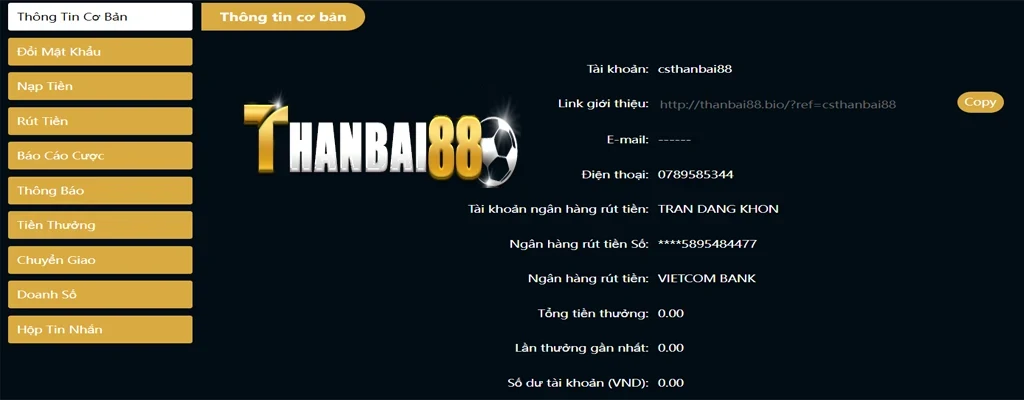 Thông Tin Cơ Bản
Đổi Mật Khẩu
Nạp Tiền
Rút Tiền
Báo Cáo Cược
Thông Báo
Tiền Thưởng
Chuyển Giao
Doanh Số
Hộp Tin Nhắn
Thông tin cơ bản
THANBAI88
Tài khoản: csthanbai88
Link giới thiệu: http://thanbai88.bio/?ref=csthanbai88 Copy
E-mail: ------
Điện thoại: 0789585344
Tài khoản ngân hàng rút tiền: TRAN DANG KHON
Ngân hàng rút tiền Số: ****5895484477
Ngân hàng rút tiền: VIETCOM BANK
Tổng tiền thưởng: 0.00
Lần thưởng gần nhất: 0.00
Số dư tài khoản (VND): 0.00